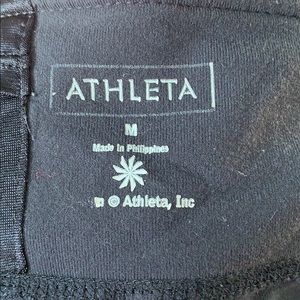 ATHLETA
M
Made in Philippines
© Athleta, Inc